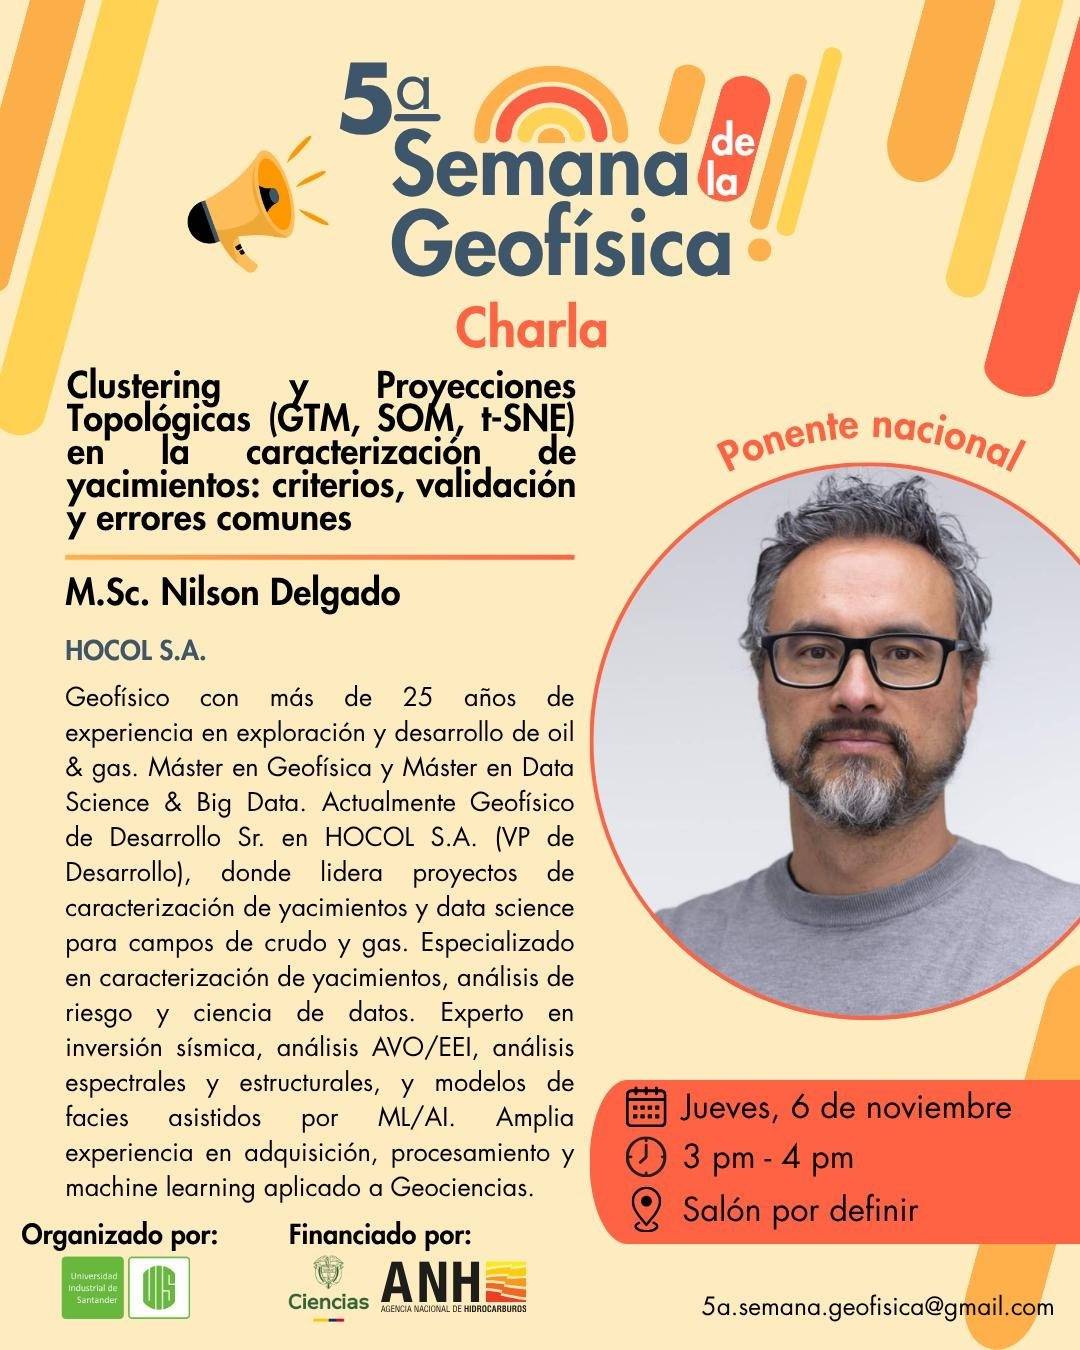 5ª
Semana de la
Geofísica
Charla
Clustering y Proyecciones
Topológicas (GTM, SOM, t-SNE)
en la caracterización de
yacimientos: criterios, validación
y errores comunes
Ponente nacional
M.Sc. Nilson Delgado
HOCOL S.A.
Geofísico con más de 25 años de
experiencia en exploración y desarrollo de oil
& gas. Máster en Geofísica y Máster en Data
Science & Big Data. Actualmente Geofísico
de Desarrollo Sr. en HOCOL S.A. (VP de
Desarrollo), donde lidera proyectos de
caracterización de yacimientos y data science
para campos de crudo y gas. Especializado
en caracterización de yacimientos, análisis de
riesgo y ciencia de datos. Experto en
inversión sísmica, análisis AVO/EEI, análisis
espectrales y estructurales, y modelos de
facies asistidos por ML/AI. Amplia
experiencia en adquisición, procesamiento y
machine learning aplicado a Geociencias.
Jueves, 6 de noviembre
3 pm - 4 pm
Salón por definir
Organizado por:
Universidad
Industrial de
Santander
UIS
Financiado por:
Ciencias
ANH
AGENCIA NACIONAL DE HIDROCARBUROS
5a.semana.geofisica@gmail.com